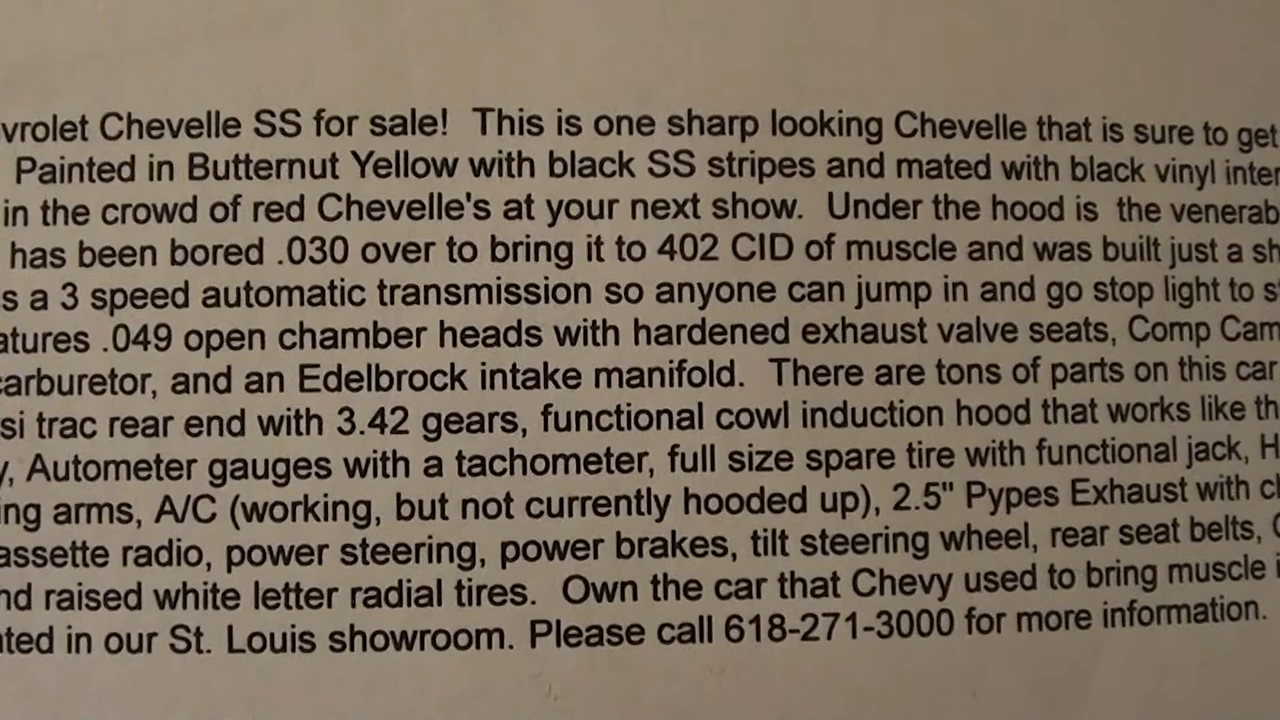 vrolet Chevelle SS for sale! This is one sharp looking Chevelle that is sure to get
Painted in Butternut Yellow with black SS stripes and mated with black vinyl inter
in the crowd of red Chevelle's at your next show. Under the hood is the venerab
has been bored .030 over to bring it to 402 CID of muscle and was built just a sh
s a 3 speed automatic transmission so anyone can jump in and go stop light to s
atures .049 open chamber heads with hardened exhaust valve seats, Comp Cam
carburetor, and an Edelbrock intake manifold. There are tons of parts on this car
si trac rear end with 3.42 gears, functional cowl induction hood that works like th
y, Autometer gauges with a tachometer, full size spare tire with functional jack, H
ing arms, A/C (working, but not currently hooded up), 2.5" Pypes Exhaust with cl
assette radio, power steering, power brakes, tilt steering wheel, rear seat belts,
nd raised white letter radial tires. Own the car that Chevy used to bring muscle i
ated in our St. Louis showroom. Please call 618-271-3000 for more information.